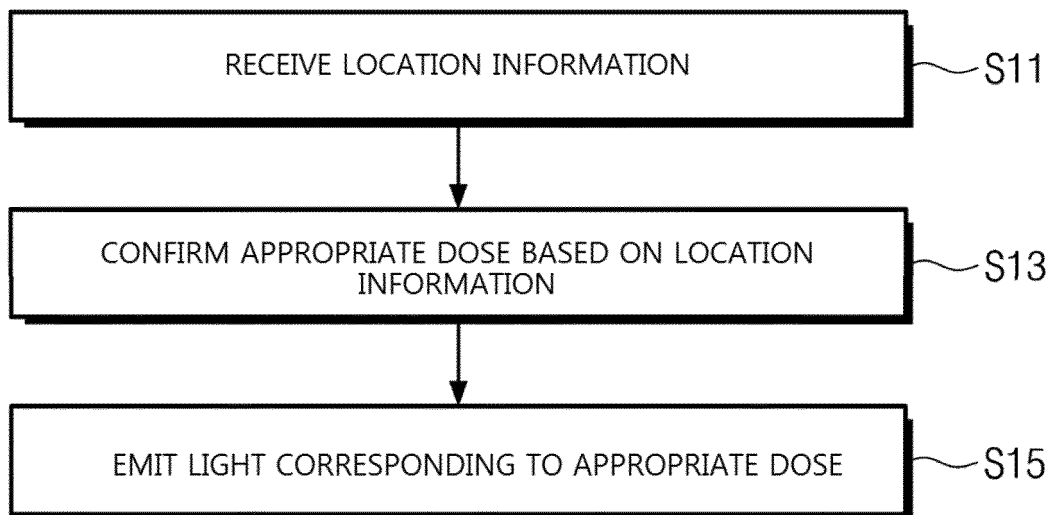 RECEIVE LOCATION INFORMATION
S11
CONFIRM APPROPRIATE DOSE BASED ON LOCATION
INFORMATION
S13
EMIT LIGHT CORRESPONDING TO APPROPRIATE DOSE
S15